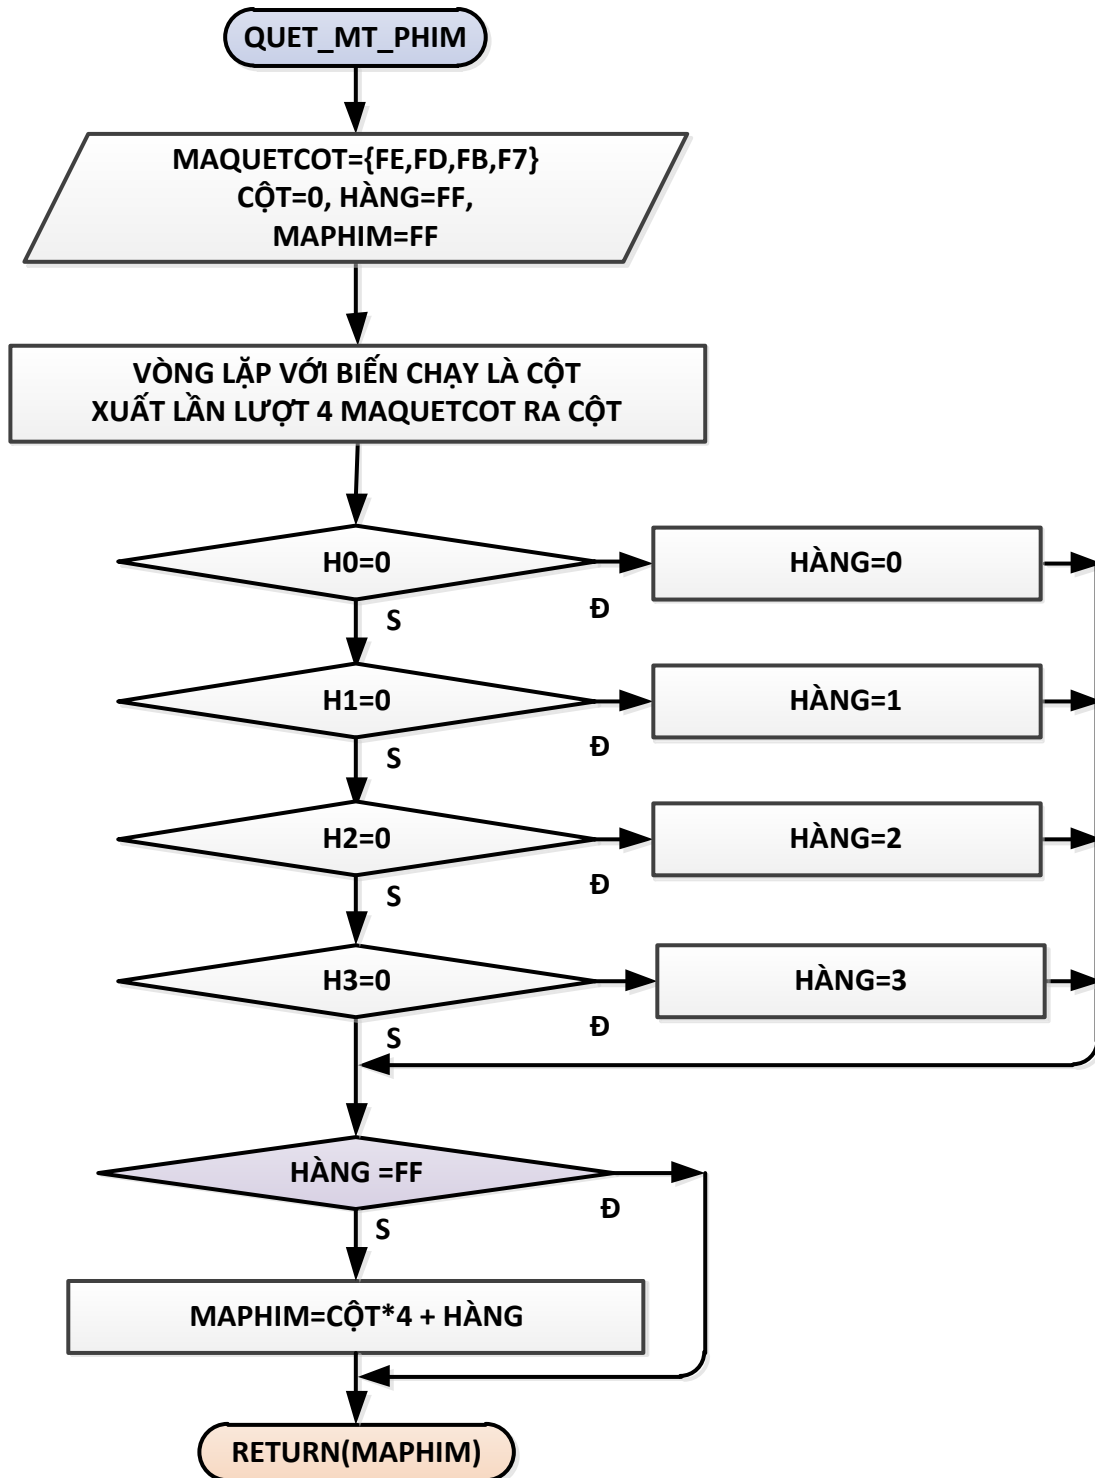 QUET_MT_PHIM
MAQUETCOT={FE,FD,FB,F7}
CỘT=0, HÀNG=FF,
MAPHIM=FF
VÒNG LẶP VỚI BIẾN CHẠY LÀ CỘT
XUẤT LẦN LƯỢT 4 MAQUETCOT RA CỘT
H0=0
HÀNG=0
S
Đ
H1=0
HÀNG=1
S
Đ
H2=0
HÀNG=2
S
Đ
H3=0
HÀNG=3
S
Đ
HÀNG =FF
S
Đ
MAPHIM=CỘT*4 + HÀNG
RETURN(MAPHIM)